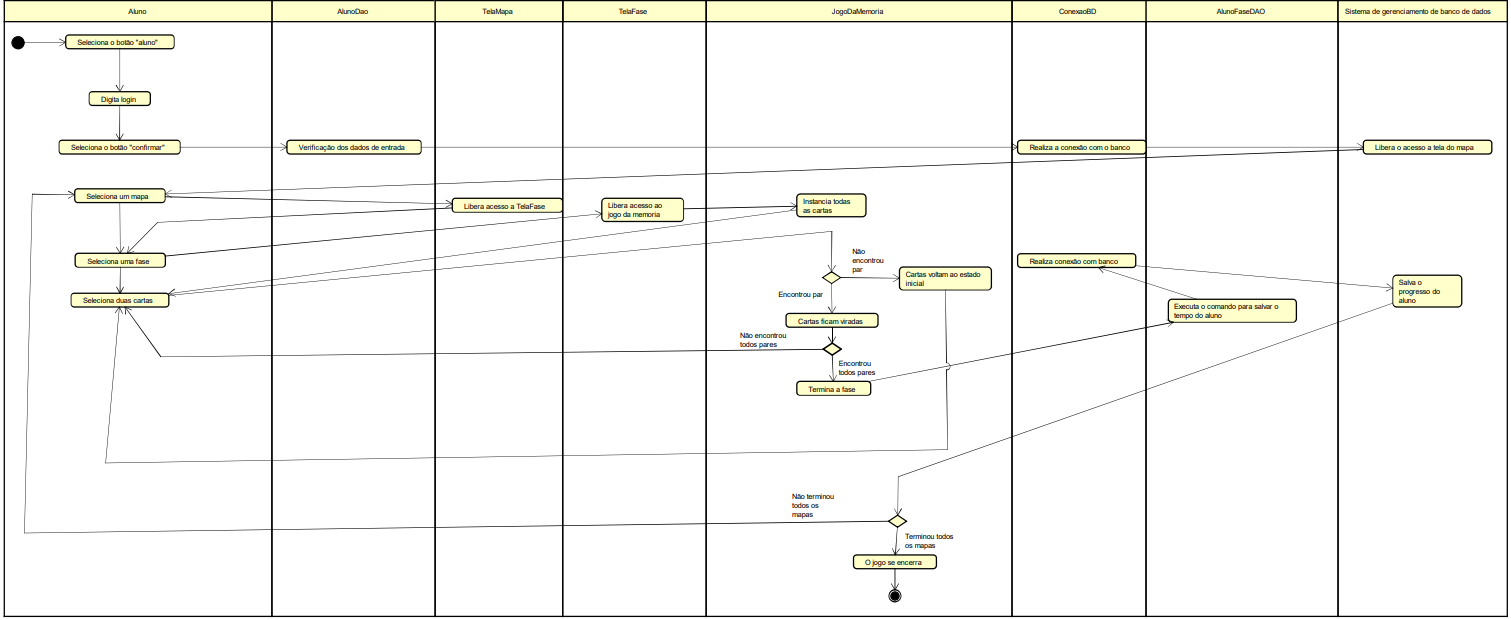 Aluno
AlunoDao
TelaMapa
TelaFase
JogoDaMemoria
ConexaoBD
AlunoFaseDAO
Sistema de gerenciamento de banco de dados
Seleciona o botão "aluno"
Digita login
Seleciona o botão "confirmar"
Verificação dos dados de entrada
Realiza a conexão com o banco
Libera o acesso a tela do mapa
Seleciona um mapa
Libera acesso a TelaFase
Libera acesso ao
jogo da memoria
Instancia todas
as cartas
Seleciona uma fase
Não
encontrou
par
Realiza conexão com banco
Cartas voltam ao estado
inicial
Seleciona duas cartas
Encontrou par
Salva o
progresso do
aluno
Executa o comando para salvar o
tempo do aluno
Cartas ficam viradas
Não encontrou
todos pares
Encontrou
todos pares
Termina a fase
Não terminou
todos os
mapas
Terminou todos
os mapas
O jogo se encerra